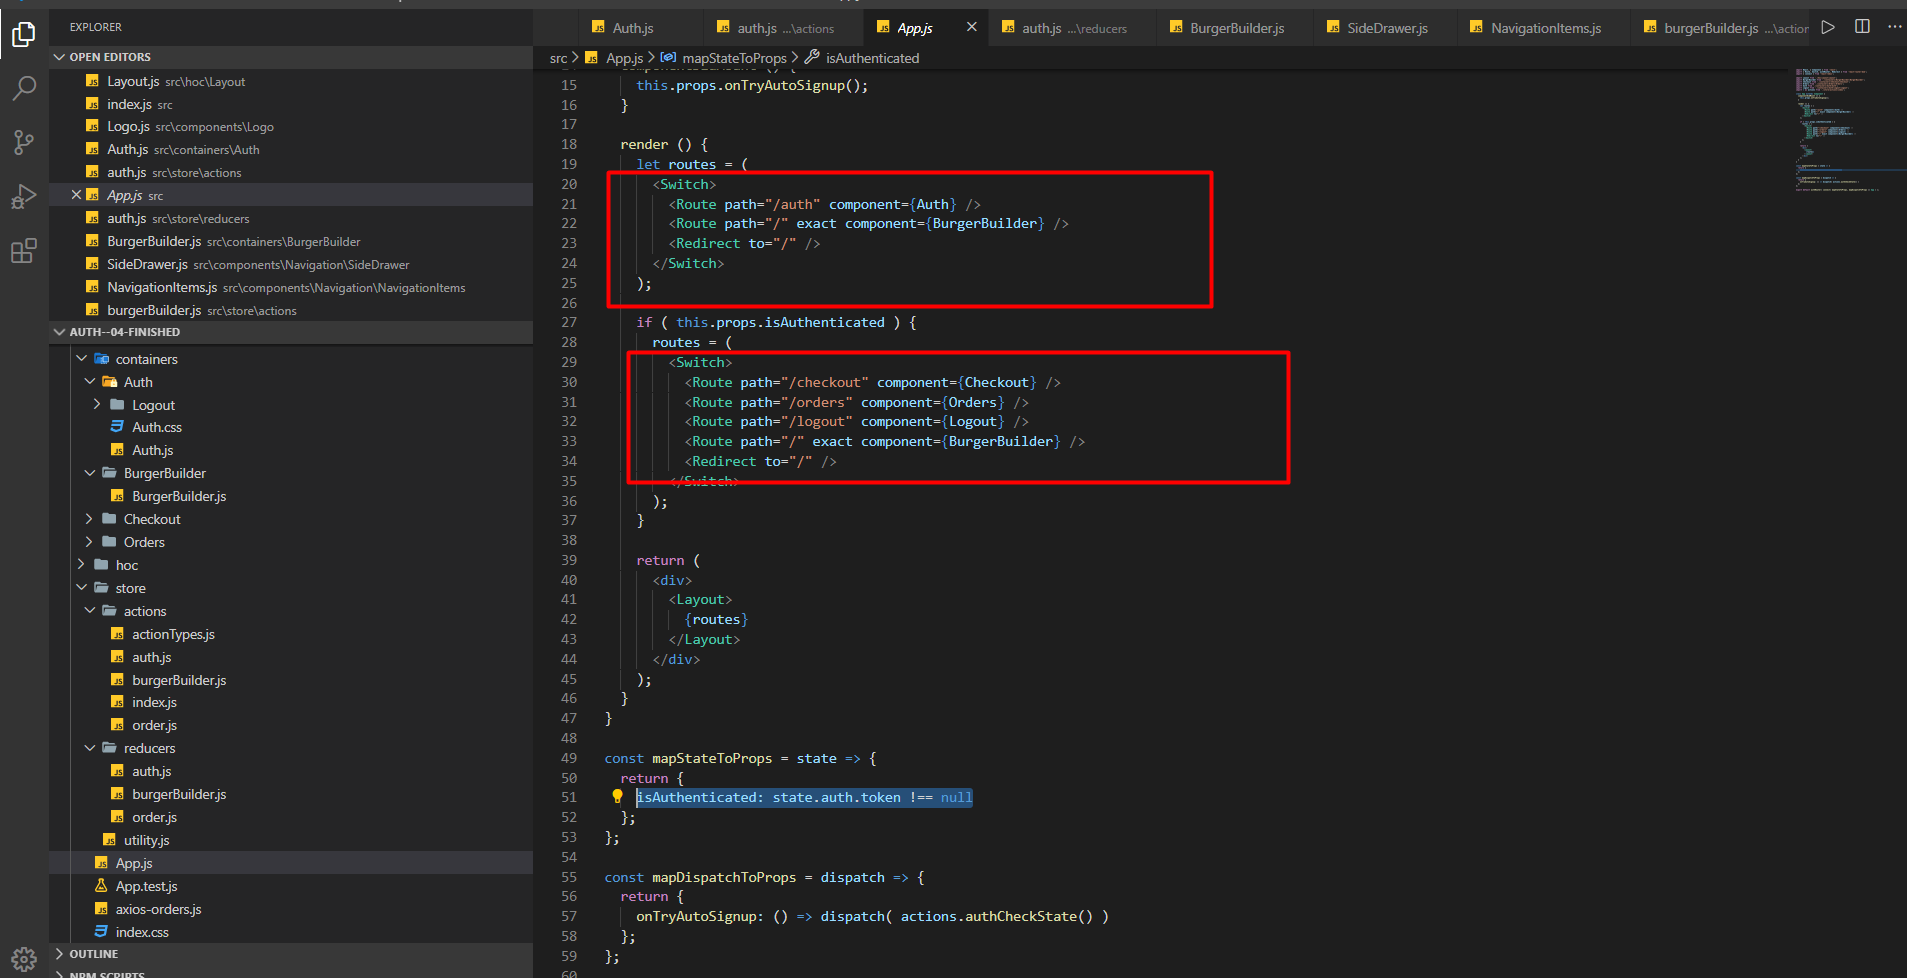 EXPLORER
OPEN EDITORS
Layout.js src\hoc\Layout
index.js src
Logo.js src\components\Logo
Auth.js src\containers\Auth
auth.js src\store\actions
App.js src
auth.js src\store\reducers
BurgerBuilder.js src\containers\BurgerBuilder
SideDrawer.js src\components\Navigation\SideDrawer
NavigationItems.js src\components\Navigation\NavigationItems
burgerBuilder.js src\store\actions
AUTH--04-FINISHED
containers
Auth
Logout
Auth.css
Auth.js
BurgerBuilder
BurgerBuilder.js
Checkout
Orders
hoc
store
actions
actionTypes.js
auth.js
burgerBuilder.js
index.js
order.js
reducers
auth.js
burgerBuilder.js
order.js
utility.js
App.js
App.test.js
axios-orders.js
index.css
OUTLINE
NPM SCRIPTS
Auth.js auth.js ...\actions App.js auth.js ...\reducers BurgerBuilder.js SideDrawer.js NavigationItems.js burgerBuilder.js ...\action
src > App.js > mapStateToProps > isAuthenticated
15 this.props.onTryAutoSignup();
16 }
17
18 render () {
19 let routes = (
20 <Switch>
21 <Route path="/auth" component={Auth} />
22 <Route path="/" exact component={BurgerBuilder} />
23 <Redirect to="/" />
24 </Switch>
25 );
26
27 if ( this.props.isAuthenticated ) {
28 routes = (
29 <Switch>
30 <Route path="/checkout" component={Checkout} />
31 <Route path="/orders" component={Orders} />
32 <Route path="/logout" component={Logout} />
33 <Route path="/" exact component={BurgerBuilder} />
34 <Redirect to="/" />
35 </Switch>
36 );
37 }
38
39 return (
40 <div>
41 <Layout>
42 {routes}
43 </Layout>
44 </div>
45 );
46 }
47 }
48
49 const mapStateToProps = state => {
50 return {
51 isAuthenticated: state.auth.token !== null
52 };
53 };
54
55 const mapDispatchToProps = dispatch => {
56 return {
57 onTryAutoSignup: () => dispatch( actions.authCheckState() )
58 };
59 };
60